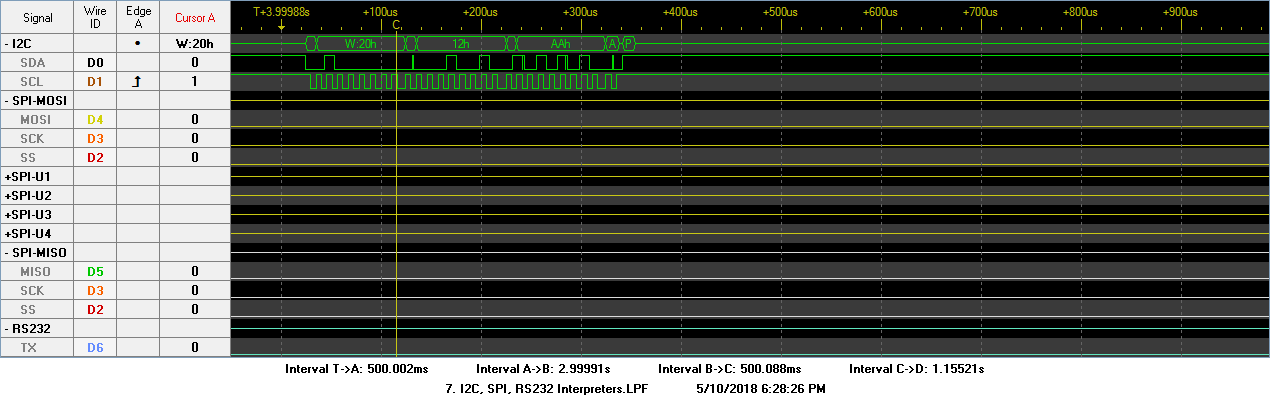 Signal Wire ID Edge A Cursor A T+3.99988s +100us +200us +300us +400us +500us +600us +700us +800us +900us
C
- I2C • W:20h W:20h 12h AAh A P
SDA D0 0
SCL D1 1
- SPI-MOSI
MOSI D4 0
SCK D3 0
SS D2 0
+SPI-U1
+SPI-U2
+SPI-U3
+SPI-U4
- SPI-MISO
MISO D5 0
SCK D3 0
SS D2 0
- RS232
TX D6 0
Interval T->A: 500.002ms Interval A->B: 2.99991s Interval B->C: 500.088ms Interval C->D: 1.15521s
7. I2C, SPI, RS232 Interpreters.LPF 5/10/2018 6:28:26 PM